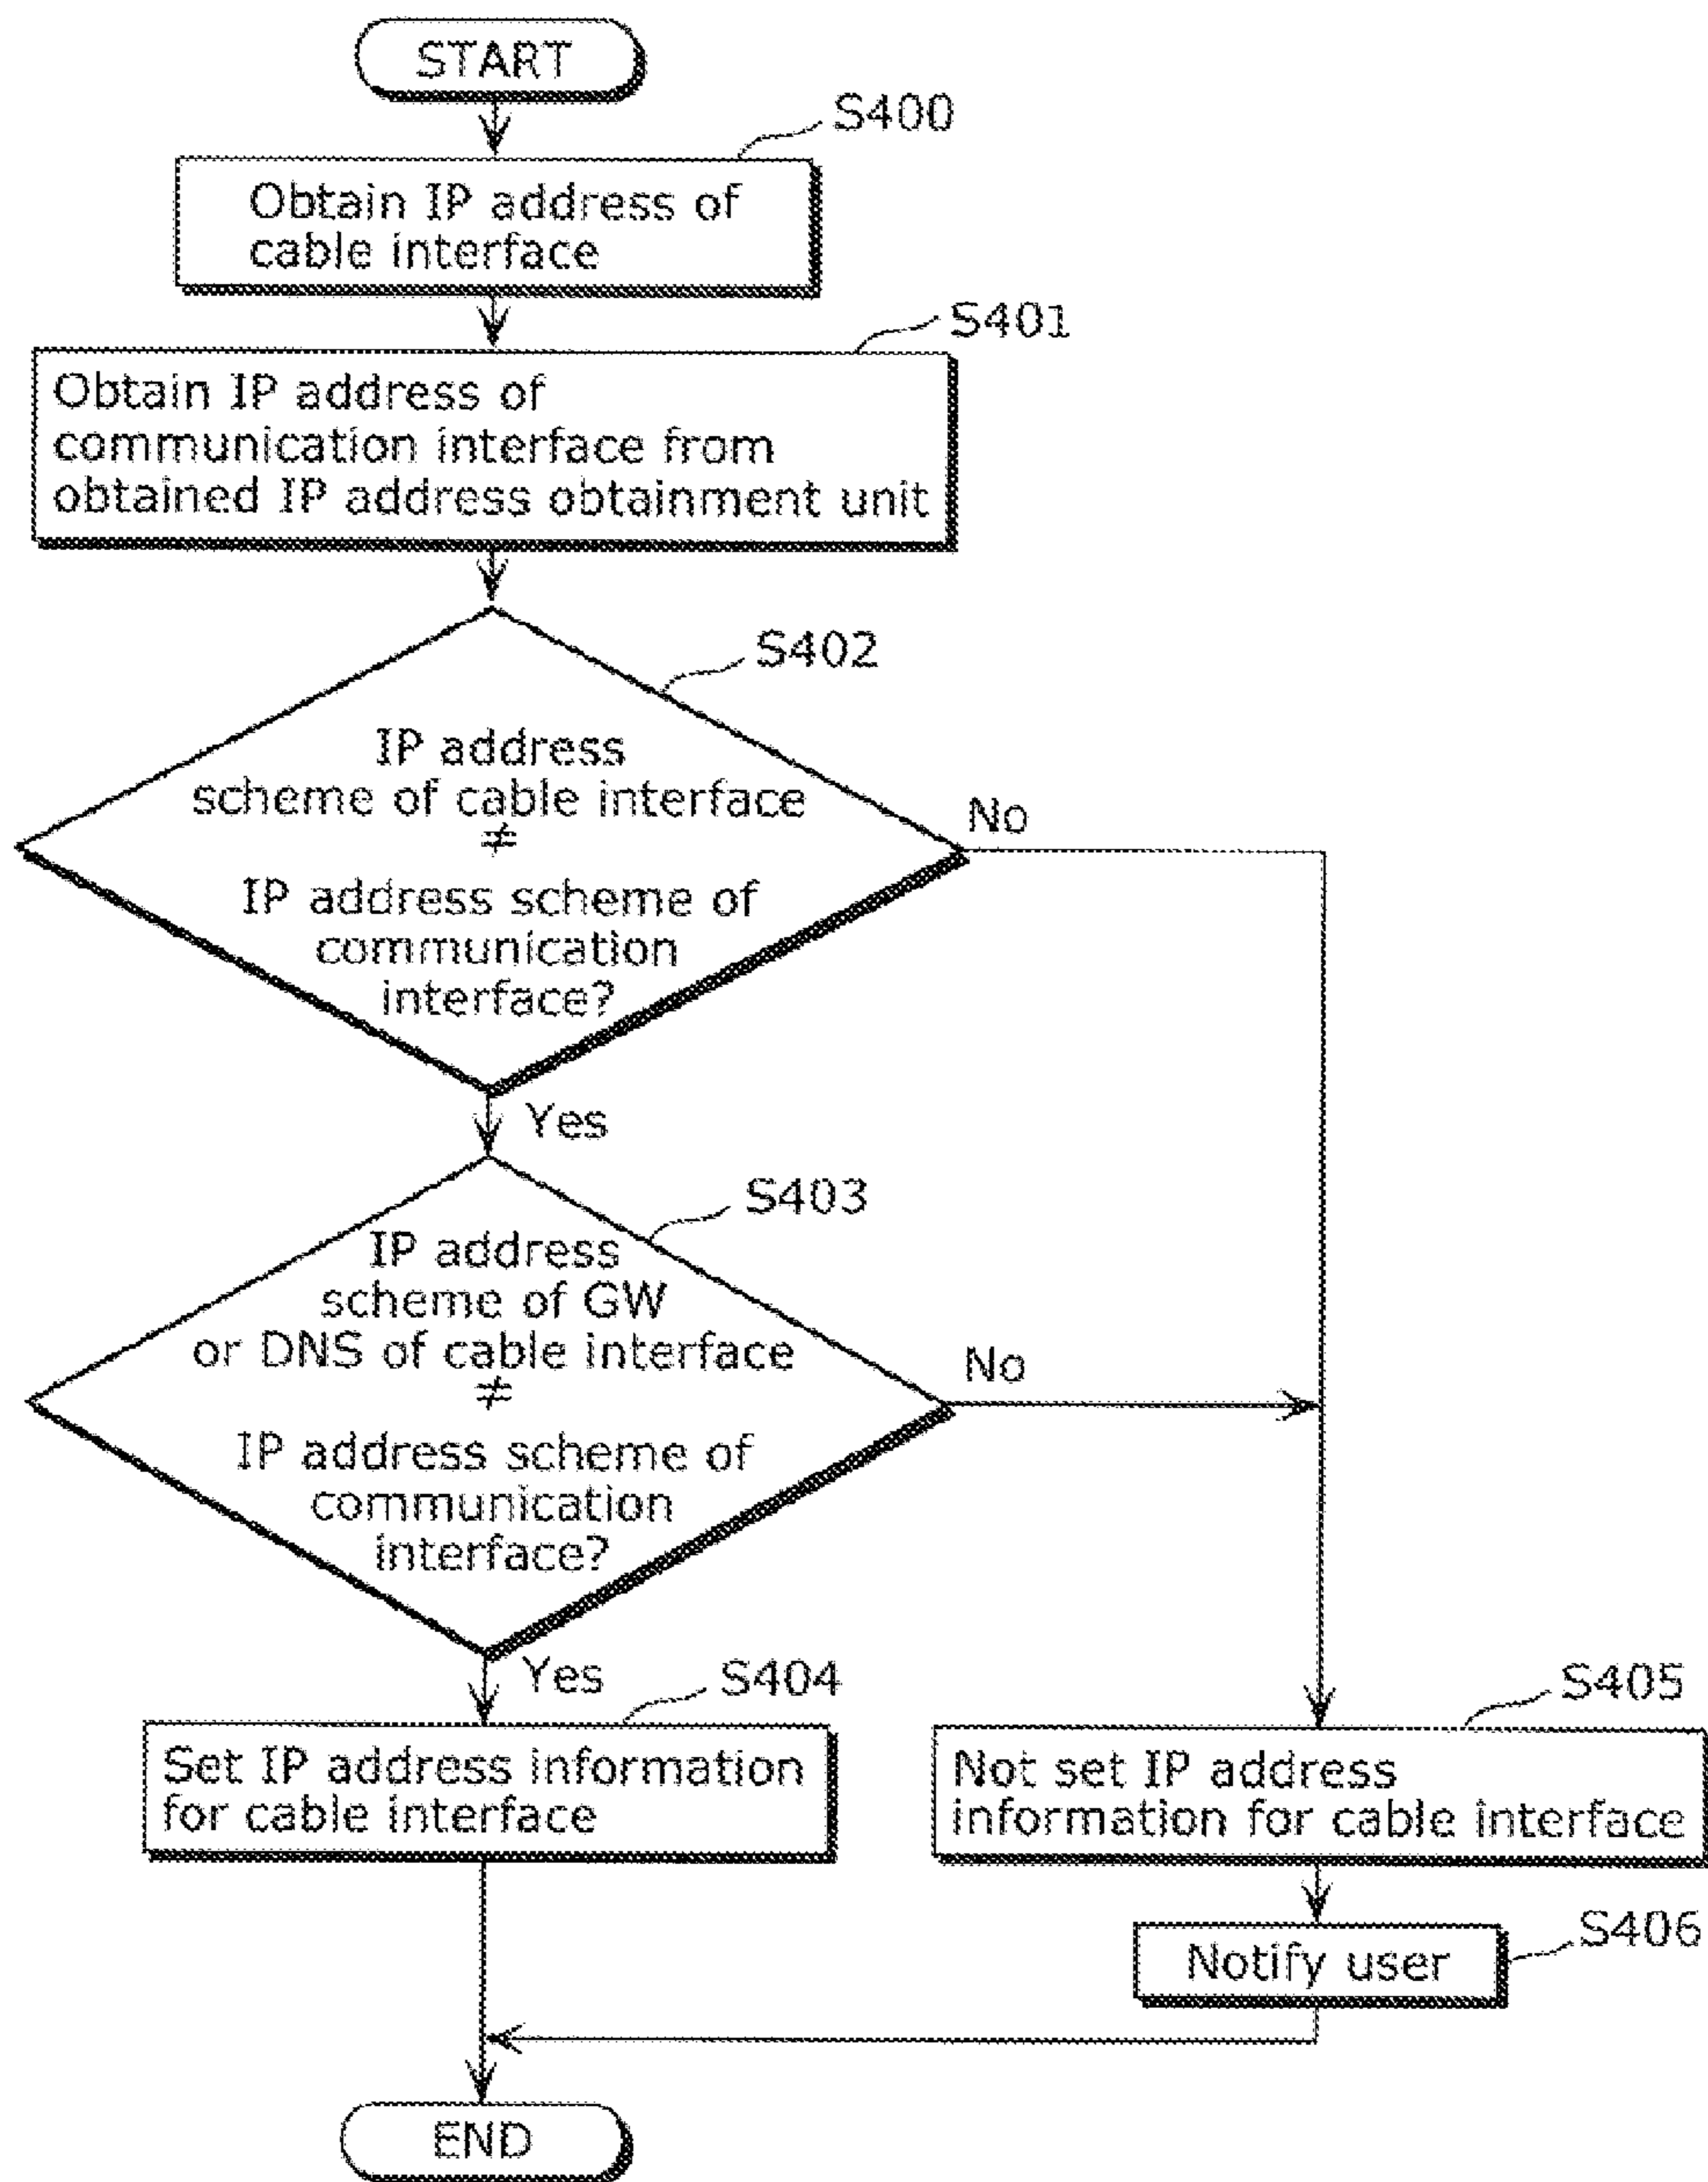 START
S400
Obtain IP address of
cable interface
S401
Obtain IP address of
communication interface from
obtained IP address obtainment unit
S402
IP address
scheme of cable interface
≠
IP address scheme of
communication
interface?
No
Yes
S403
IP address
scheme of GW
or DNS of cable interface
≠
IP address scheme of
communication
interface?
No
Yes
S404
Set IP address information
for cable interface
S405
Not set IP address
information for cable interface
S406
Notify user
END